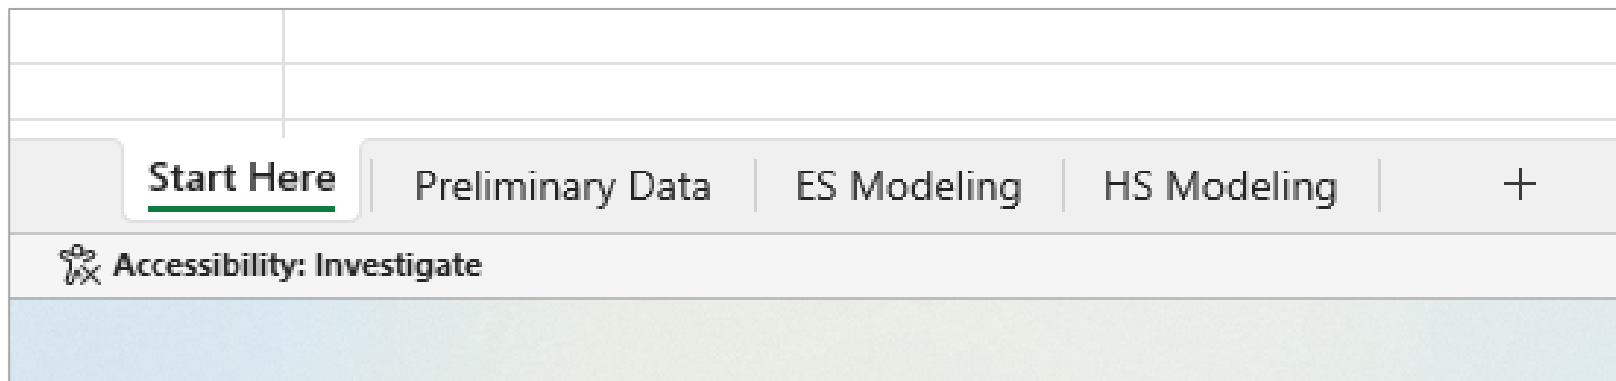 Start Here Preliminary Data ES Modeling HS Modeling +
Accessibility: Investigate